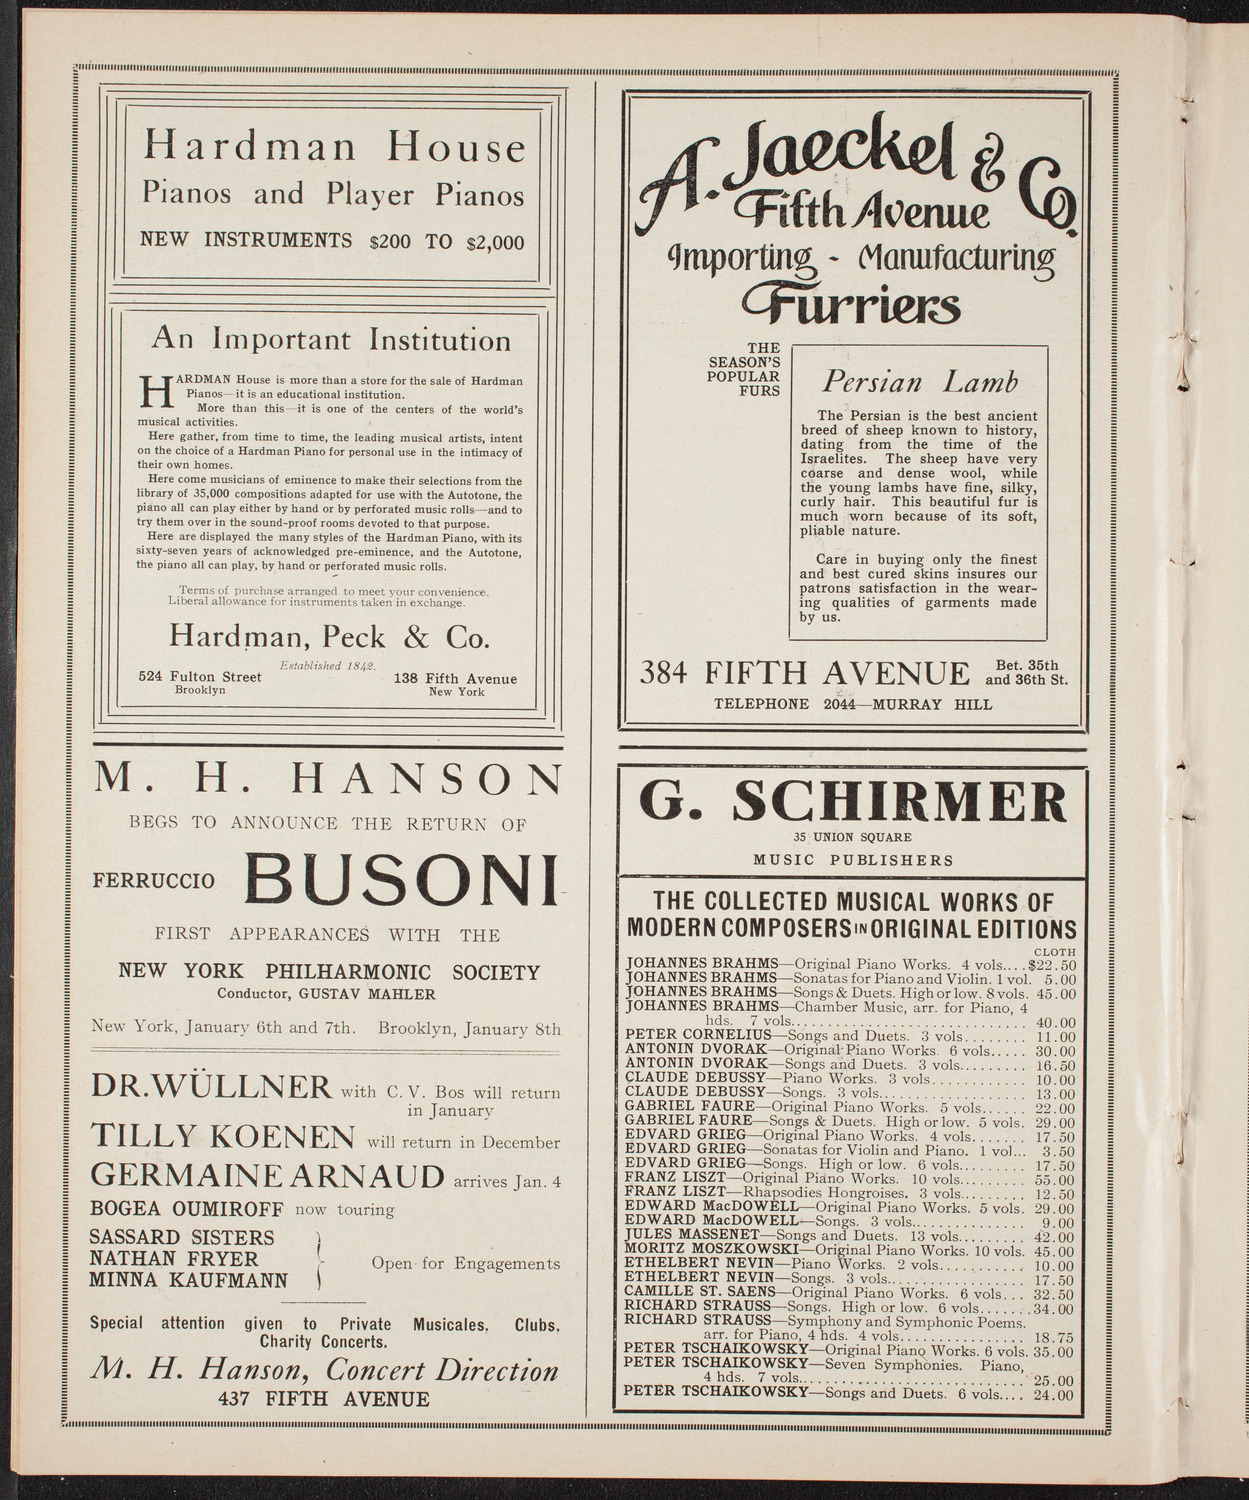 Hardman House
Pianos and Player Pianos
NEW INSTRUMENTS $200 TO $2,000
An Important Institution
HARDMAN House is more than a store for the sale of Hardman
Pianos—it is an educational institution.
More than this—it is one of the centers of the world's
musical activities.
Here gather, from time to time, the leading musical artists, intent
on the choice of a Hardman Piano for personal use in the intimacy of
their own homes.
Here come musicians of eminence to make their selections from the
library of 35,000 compositions adapted for use with the Autotone, the
piano all can play either by hand or by perforated music rolls—and to
try them over in the sound-proof rooms devoted to that purpose.
Here are displayed the many styles of the Hardman Piano, with its
sixty-seven years of acknowledged pre-eminence, and the Autotone,
the piano all can play, by hand or perforated music rolls.
Terms of purchase arranged to meet your convenience.
Liberal allowance for instruments taken in exchange.
Hardman, Peck & Co.
Established 1842.
524 Fulton Street
Brooklyn
138 Fifth Avenue
New York
M. H. HANSON
BEGS TO ANNOUNCE THE RETURN OF
FERRUCCIO BUSONI
FIRST APPEARANCES WITH THE
NEW YORK PHILHARMONIC SOCIETY
Conductor, GUSTAV MAHLER
New York, January 6th and 7th. Brooklyn, January 8th
DR. WÜLLNER with C. V. Bos will return
in January
TILLY KOENEN will return in December
GERMAINE ARNAUD arrives Jan. 4
BOGEA OUMIROFF now touring
SASSARD SISTERS
NATHAN FRYER
MINNA KAUFMANN
Open for Engagements
Special attention given to Private Musicales, Clubs,
Charity Concerts.
M. H. Hanson, Concert Direction
437 FIFTH AVENUE
A. Jaeckel & Co.
Fifth Avenue
Importing - Manufacturing
Furriers
THE
SEASON'S
POPULAR
FURS
Persian Lamb
The Persian is the best ancient
breed of sheep known to history,
dating from the time of the
Israelites. The sheep have very
coarse and dense wool, while
the young lambs have fine, silky,
curly hair. This beautiful fur is
much worn because of its soft,
pliable nature.
Care in buying only the finest
and best cured skins insures our
patrons satisfaction in the wear-
ing qualities of garments made
by us.
384 FIFTH AVENUE Bet. 35th
and 36th St.
TELEPHONE 2044—MURRAY HILL
G. SCHIRMER
35 UNION SQUARE
MUSIC PUBLISHERS
THE COLLECTED MUSICAL WORKS OF
MODERN COMPOSERS IN ORIGINAL EDITIONS
CLOTH
JOHANNES BRAHMS—Original Piano Works. 4 vols....$22.50
JOHANNES BRAHMS—Sonatas for Piano and Violin. 1 vol. 5.00
JOHANNES BRAHMS—Songs & Duets. High or low. 8 vols. 45.00
JOHANNES BRAHMS—Chamber Music, arr. for Piano, 4
hds. 7 vols.............................. 40.00
PETER CORNELIUS—Songs and Duets. 3 vols........ 11.00
ANTONIN DVORAK—Original Piano Works. 6 vols..... 30.00
ANTONIN DVORAK—Songs and Duets. 3 vols......... 16.50
CLAUDE DEBUSSY—Piano Works. 3 vols............. 10.00
CLAUDE DEBUSSY—Songs. 3 vols................... 13.00
GABRIEL FAURE—Original Piano Works. 5 vols...... 22.00
GABRIEL FAURE—Songs & Duets. High or low. 5 vols. 29.00
EDVARD GRIEG—Original Piano Works. 4 vols....... 17.50
EDVARD GRIEG—Sonatas for Violin and Piano. 1 vol... 3.50
EDVARD GRIEG—Songs. High or low. 6 vols......... 17.50
FRANZ LISZT—Original Piano Works. 10 vols........ 55.00
FRANZ LISZT—Rhapsodies Hongroises. 3 vols........ 12.50
EDWARD MacDOWELL—Original Piano Works. 5 vols. 29.00
EDWARD MacDOWELL—Songs. 3 vols............... 9.00
JULES MASSENET—Songs and Duets. 13 vols......... 42.00
MORITZ MOSZKOWSKI—Original Piano Works. 10 vols. 45.00
ETHELBERT NEVIN—Piano Works. 2 vols........... 10.00
ETHELBERT NEVIN—Songs. 3 vols.................. 17.50
CAMILLE ST. SAENS—Original Piano Works. 6 vols... 32.50
RICHARD STRAUSS—Songs. High or low. 6 vols.......34.00
RICHARD STRAUSS—Symphony and Symphonic Poems.
arr. for Piano, 4 hds. 4 vols................ 18.75
PETER TSCHAIKOWSKY—Original Piano Works. 6 vols. 35.00
PETER TSCHAIKOWSKY—Seven Symphonies. Piano,
4 hds. 7 vols............................ 25.00
PETER TSCHAIKOWSKY—Songs and Duets. 6 vols.... 24.00